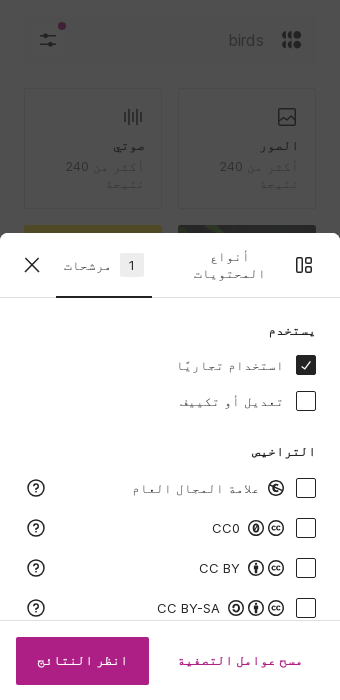 birds
الصور
أكثر من 240
نتيجة
صوتي
أكثر من 240
نتيجة
أنواع
المحتويات
1 مرشحات
يستخدم
استخدام تجاريًا
تعديل أو تكييف
التراخيص
علامة المجال العام
CC0
CC BY
CC BY-SA
مسح عوامل التصفية
انظر النتائج